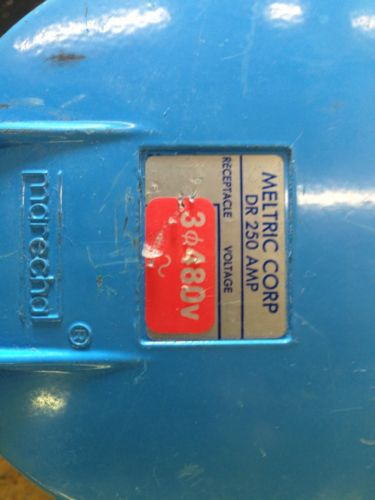 MELTRIC CORP
DR 250 AMP
RECEPTACLE VOLTAGE
3φ480V
marechal ®